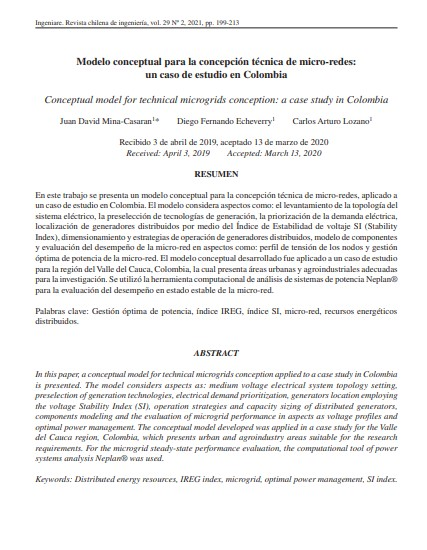 Ingeniare. Revista chilena de ingeniería, vol. 29 Nº 2, 2021, pp. 199-213
Modelo conceptual para la concepción técnica de micro-redes:
un caso de estudio en Colombia
Conceptual model for technical microgrids conception: a case study in Colombia
Juan David Mina-Casaran¹* Diego Fernando Echeverry¹ Carlos Arturo Lozano¹
Recibido 3 de abril de 2019, aceptado 13 de marzo de 2020
Received: April 3, 2019 Accepted: March 13, 2020
RESUMEN
En este trabajo se presenta un modelo conceptual para la concepción técnica de micro-redes, aplicado a
un caso de estudio en Colombia. El modelo considera aspectos como: el levantamiento de la topología del
sistema eléctrico, la preselección de tecnologías de generación, la priorización de la demanda eléctrica,
localización de generadores distribuidos por medio del Índice de Estabilidad de voltaje SI (Stability
Index), dimensionamiento y estrategias de operación de generadores distribuidos, modelo de componentes
y evaluación del desempeño de la micro-red en aspectos como: perfil de tensión de los nodos y gestión
óptima de potencia de la micro-red. El modelo conceptual desarrollado fue aplicado a un caso de estudio
para la región del Valle del Cauca, Colombia, la cual presenta áreas urbanas y agroindustriales adecuadas
para la investigación. Se utilizó la herramienta computacional de análisis de sistemas de potencia Neplan®
para la evaluación del desempeño en estado estable de la micro-red.
Palabras clave: Gestión óptima de potencia, índice IREG, índice SI, micro-red, recursos energéticos
distribuidos.
ABSTRACT
In this paper, a conceptual model for technical microgrids conception applied to a case study in Colombia
is presented. The model considers aspects as: medium voltage electrical system topology setting,
preselection of generation technologies, electrical demand prioritization, generators location employing
the voltage Stability Index (SI), operation strategies and capacity sizing of distributed generators,
components modeling and the evaluation of microgrid performance in aspects as voltage profiles and
optimal power management. The conceptual model developed was applied in a case study for the Valle
del Cauca region, Colombia, which presents urban and agroindustry areas suitable for the research
requirements. For the microgrid steady-state performance evaluation, the computational tool of power
systems analysis Neplan® was used.
Keywords: Distributed energy resources, IREG index, microgrid, optimal power management, SI index.